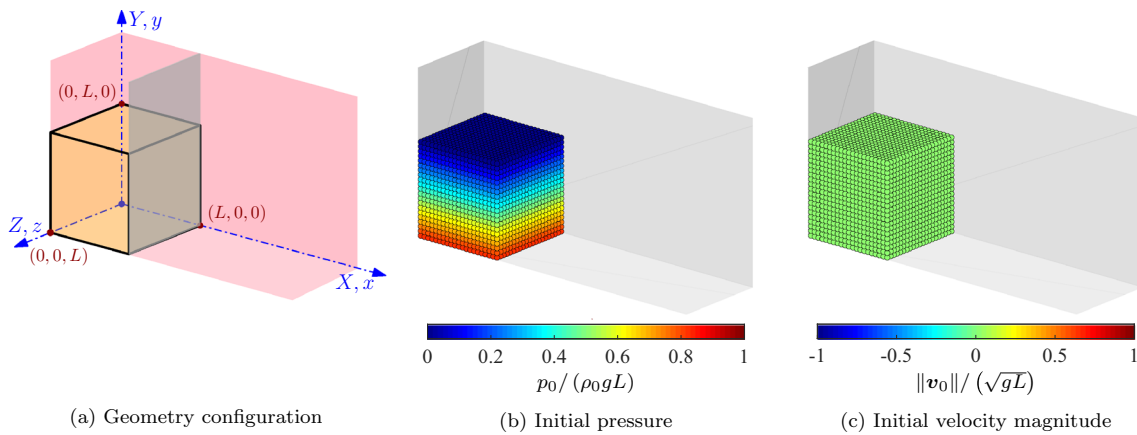 Y, y
(0, L, 0)
(L, 0, 0)
Z, z
(0, 0, L)
X, x
(a) Geometry configuration
0 0.2 0.4 0.6 0.8 1
p₀/ (ρ₀gL)
(b) Initial pressure
-1 -0.5 0 0.5 1
‖𝒗₀‖/ (√gL)
(c) Initial velocity magnitude